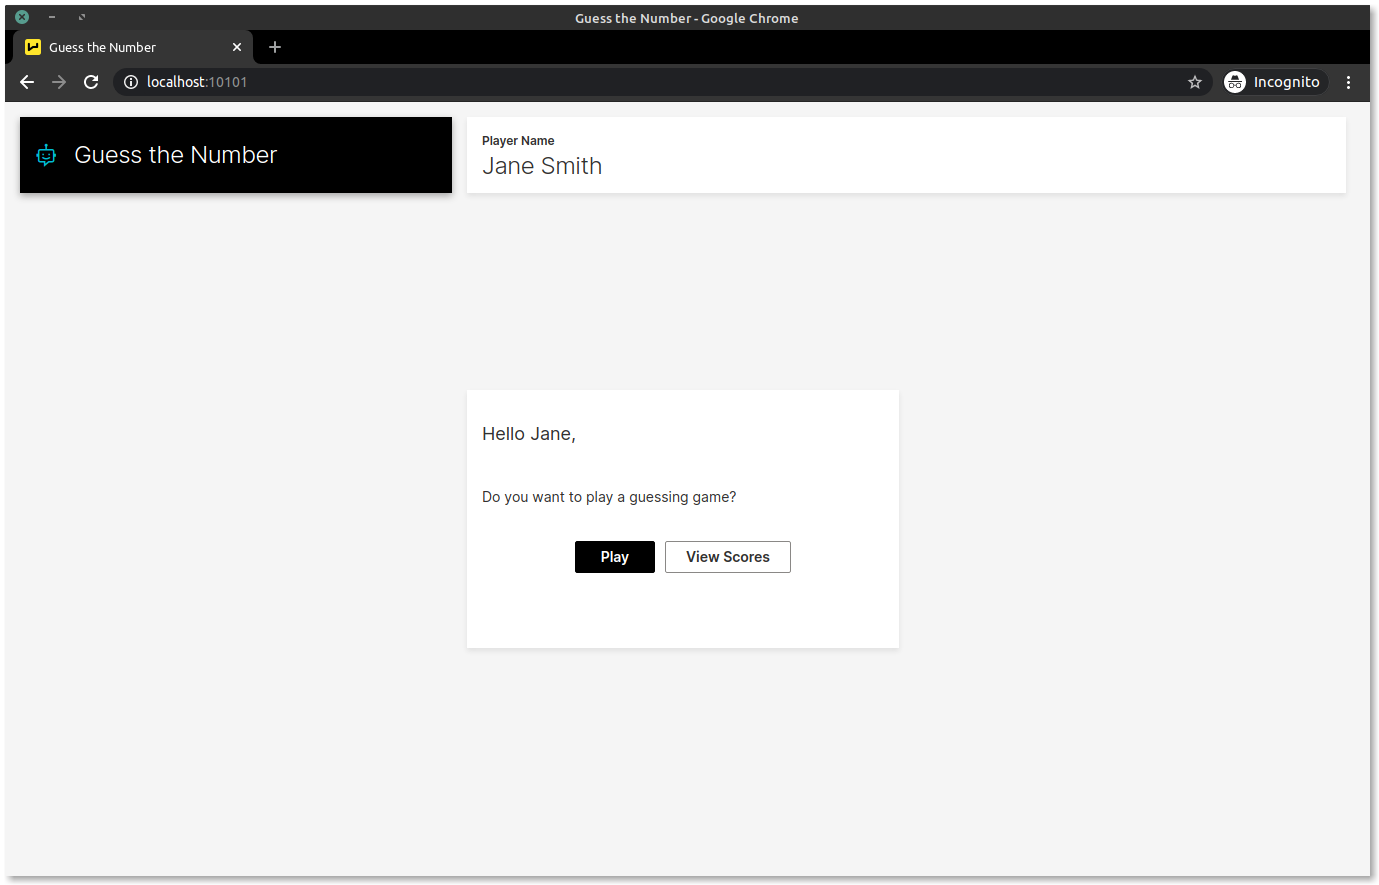 Guess the Number - Google Chrome
Guess the Number
localhost:10101
Incognito
Guess the Number
Player Name
Jane Smith
Hello Jane,
Do you want to play a guessing game?
Play
View Scores